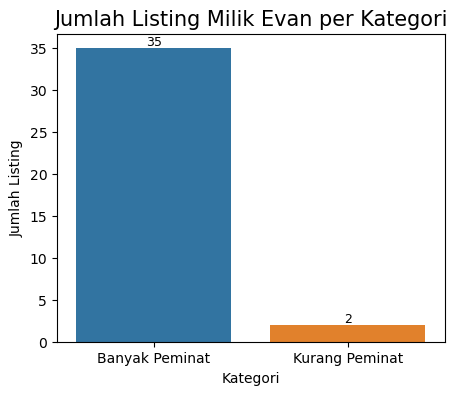 Jumlah Listing Milik Evan per Kategori
Jumlah Listing
35
30
25
20
15
10
5
0
35
2
Banyak Peminat
Kurang Peminat
Kategori